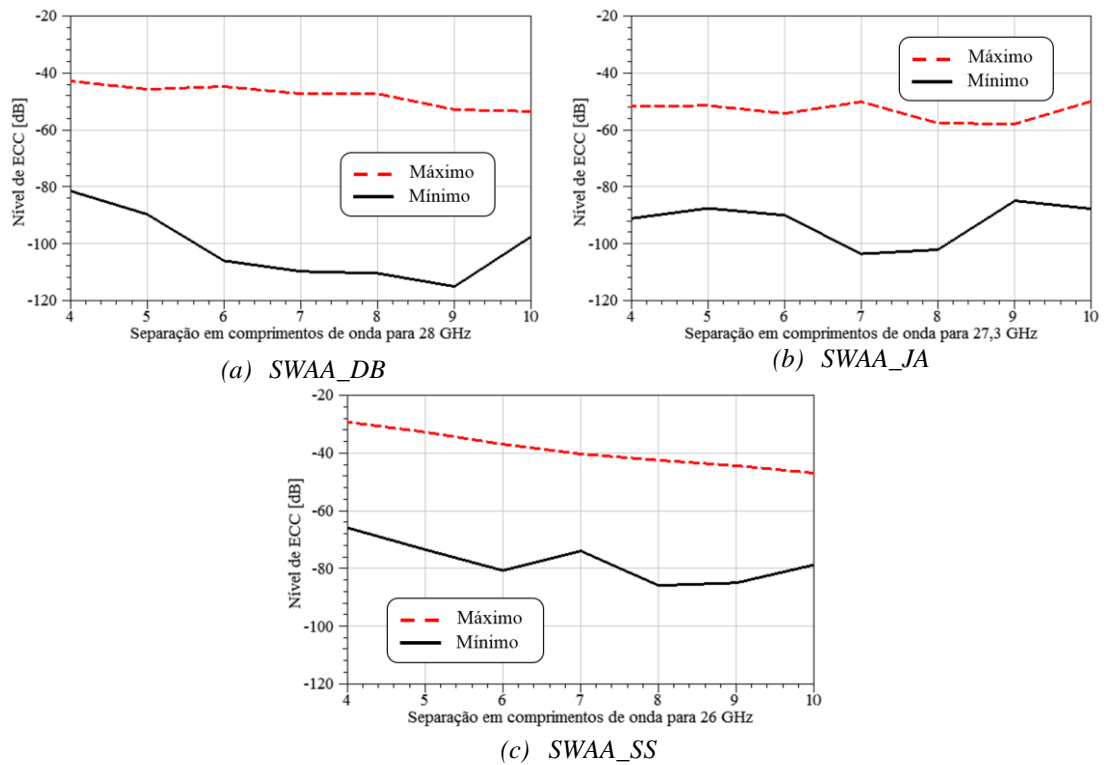 -20
-40
-60
-80
-100
-120
Nível de ECC [dB]
Máximo
Mínimo
4 5 6 7 8 9 10
Separação em comprimentos de onda para 28 GHz
(a) SWAA_DB
-20
-40
-60
-80
-100
-120
Nível de ECC [dB]
Máximo
Mínimo
4 5 6 7 8 9 10
Separação em comprimentos de onda para 27,3 GHz
(b) SWAA_JA
-20
-40
-60
-80
-100
-120
Nível de ECC [dB]
Máximo
Mínimo
4 5 6 7 8 9 10
Separação em comprimentos de onda para 26 GHz
(c) SWAA_SS